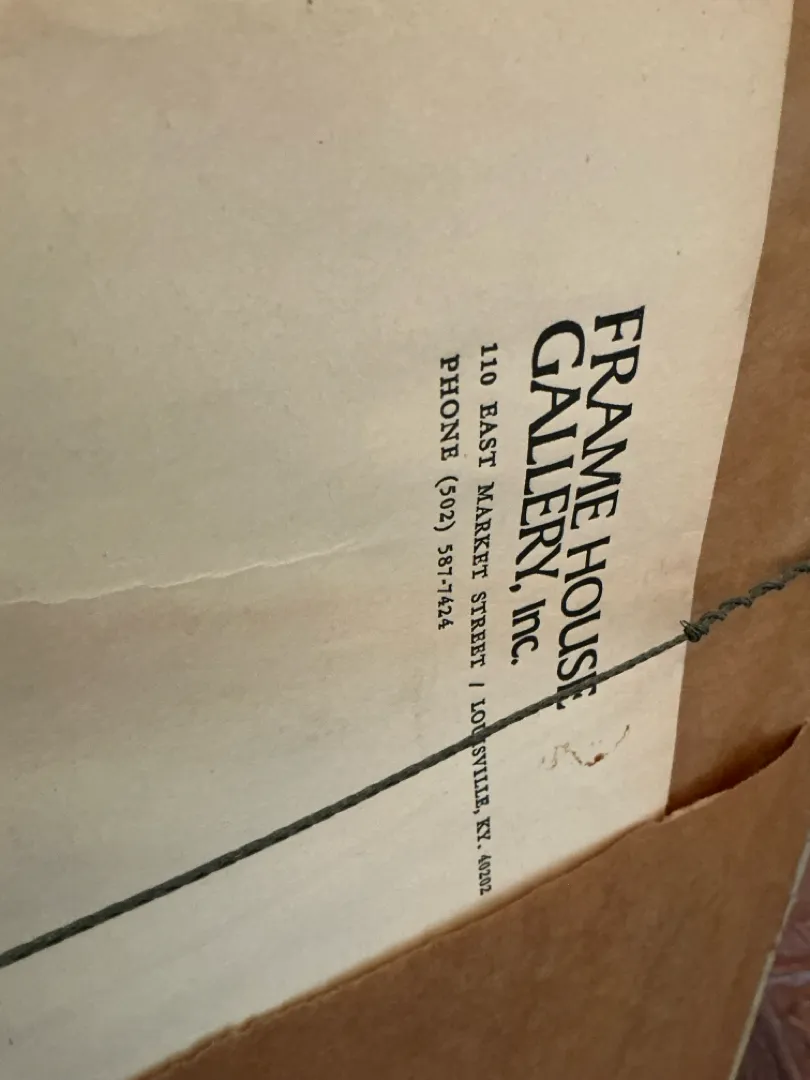 FRAME HOUSE
GALLERY, Inc.
110 EAST MARKET STREET / LOUISVILLE, KY. 40202
PHONE (502) 587-7424